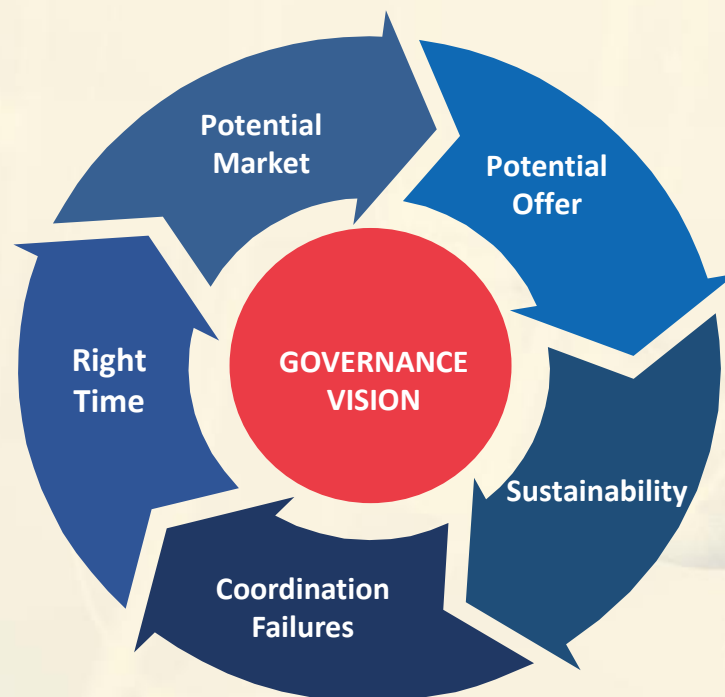 Potential
Market
Potential
Offer
Right
Time
GOVERNANCE
VISION
Sustainability
Coordination
Failures